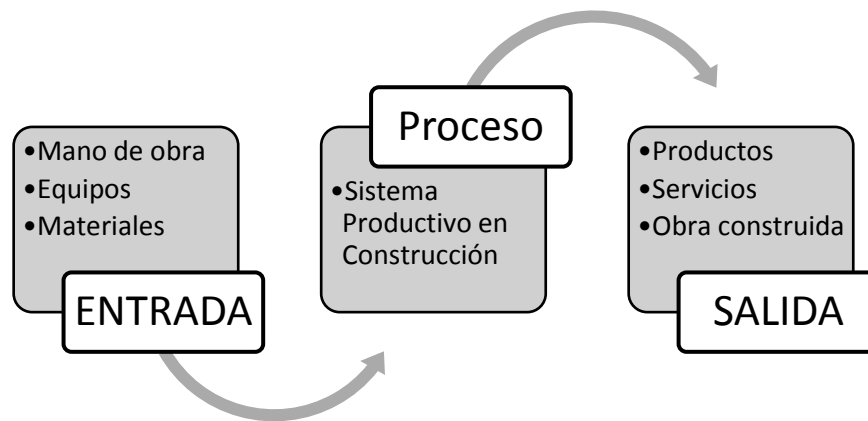 •Mano de obra
•Equipos
•Materiales
ENTRADA
Proceso
•Sistema
Productivo en
Construcción
•Productos
•Servicios
•Obra construida
SALIDA